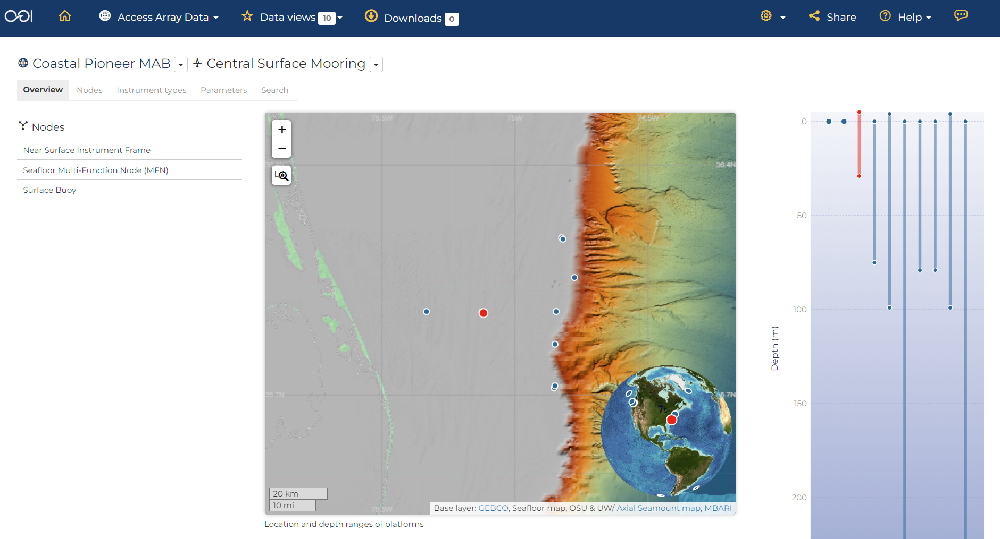 OOI Access Array Data Data views 10 Downloads 0 Share Help
Coastal Pioneer MAB Central Surface Mooring
Overview Nodes Instrument types Parameters Search
Nodes
Near Surface Instrument Frame
Seafloor Multi-Function Node (MFN)
Surface Buoy
75.5W 75W 74.5W
+
−
36.4N
35.7N 5.7N
20 km
10 mi
75.5W
Base layer: GEBCO, Seafloor map, OSU & UW/ Axial Seamount map, MBARI
Location and depth ranges of platforms
0
50
100
Depth (m)
150
200